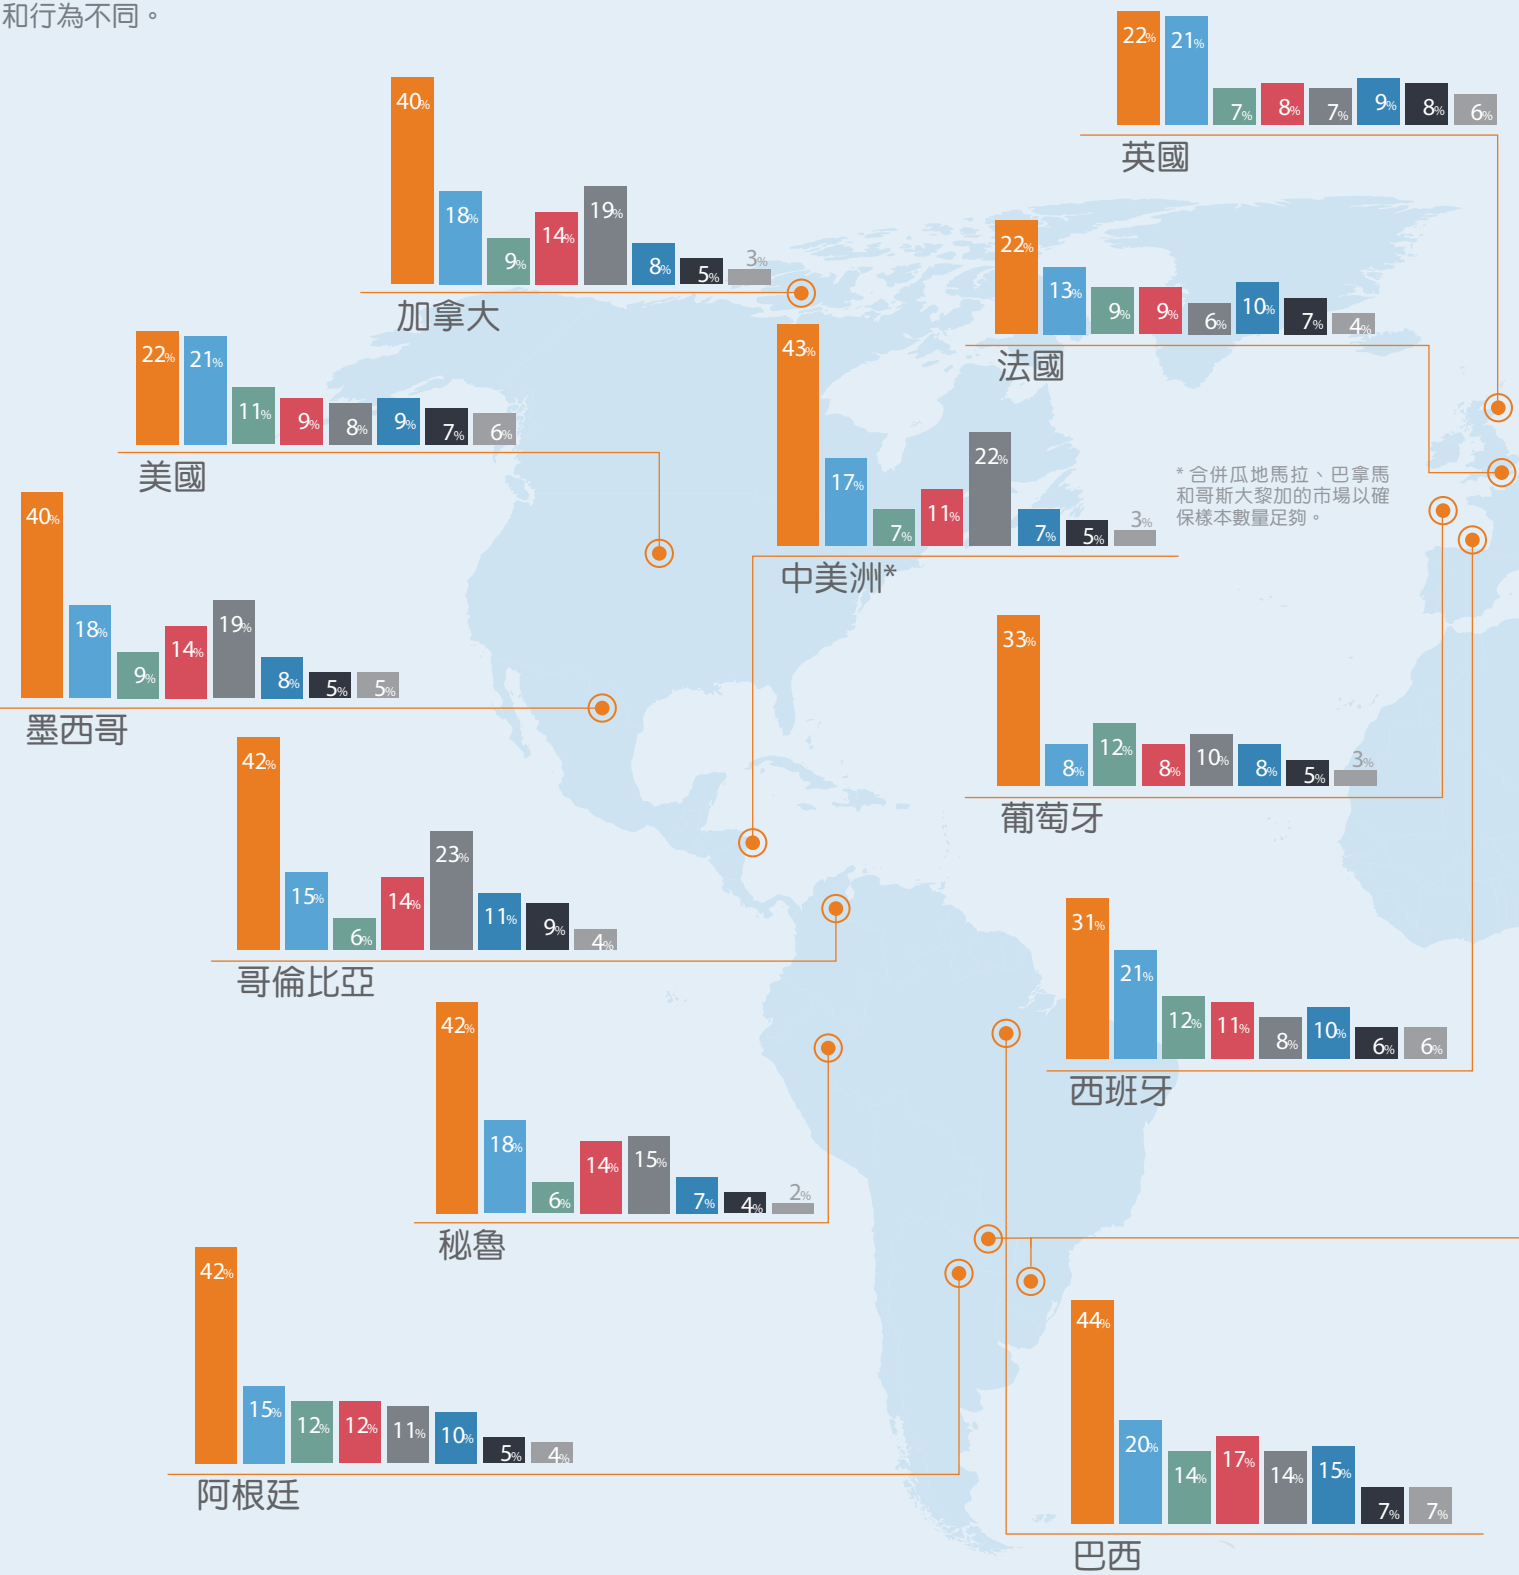 和行為不同。
22% 21% 7% 8% 7% 9% 8% 6%
英國
40% 18% 9% 14% 19% 8% 5% 3%
加拿大
22% 13% 9% 9% 6% 10% 7% 4%
法國
22% 21% 11% 9% 8% 9% 7% 6%
美國
43% 17% 7% 11% 22% 7% 5% 3%
中美洲*
* 合併瓜地馬拉、巴拿馬
和哥斯大黎加的市場以確
保樣本數量足夠。
40% 18% 9% 14% 19% 8% 5% 5%
墨西哥
33% 8% 12% 8% 10% 8% 5% 3%
葡萄牙
42% 15% 6% 14% 23% 11% 9% 4%
哥倫比亞
31% 21% 12% 11% 8% 10% 6% 6%
西班牙
42% 18% 6% 14% 15% 7% 4% 2%
秘魯
42% 15% 12% 12% 11% 10% 5% 4%
阿根廷
44% 20% 14% 17% 14% 15% 7% 7%
巴西